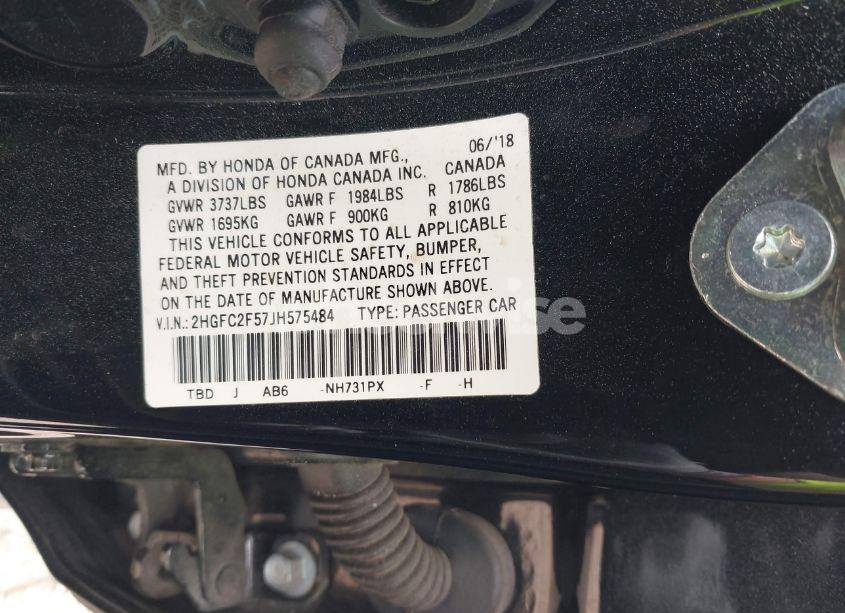 MFD. BY HONDA OF CANADA MFG., 06/'18
A DIVISION OF HONDA CANADA INC. CANADA
GVWR 3737LBS GAWR F 1984LBS R 1786LBS
GVWR 1695KG GAWR F 900KG R 810KG
THIS VEHICLE CONFORMS TO ALL APPLICABLE
FEDERAL MOTOR VEHICLE SAFETY, BUMPER,
AND THEFT PREVENTION STANDARDS IN EFFECT
ON THE DATE OF MANUFACTURE SHOWN ABOVE.
V.I.N.: 2HGFC2F57JH575484 TYPE: PASSENGER CAR
TBD J AB6 -NH731PX -F -H